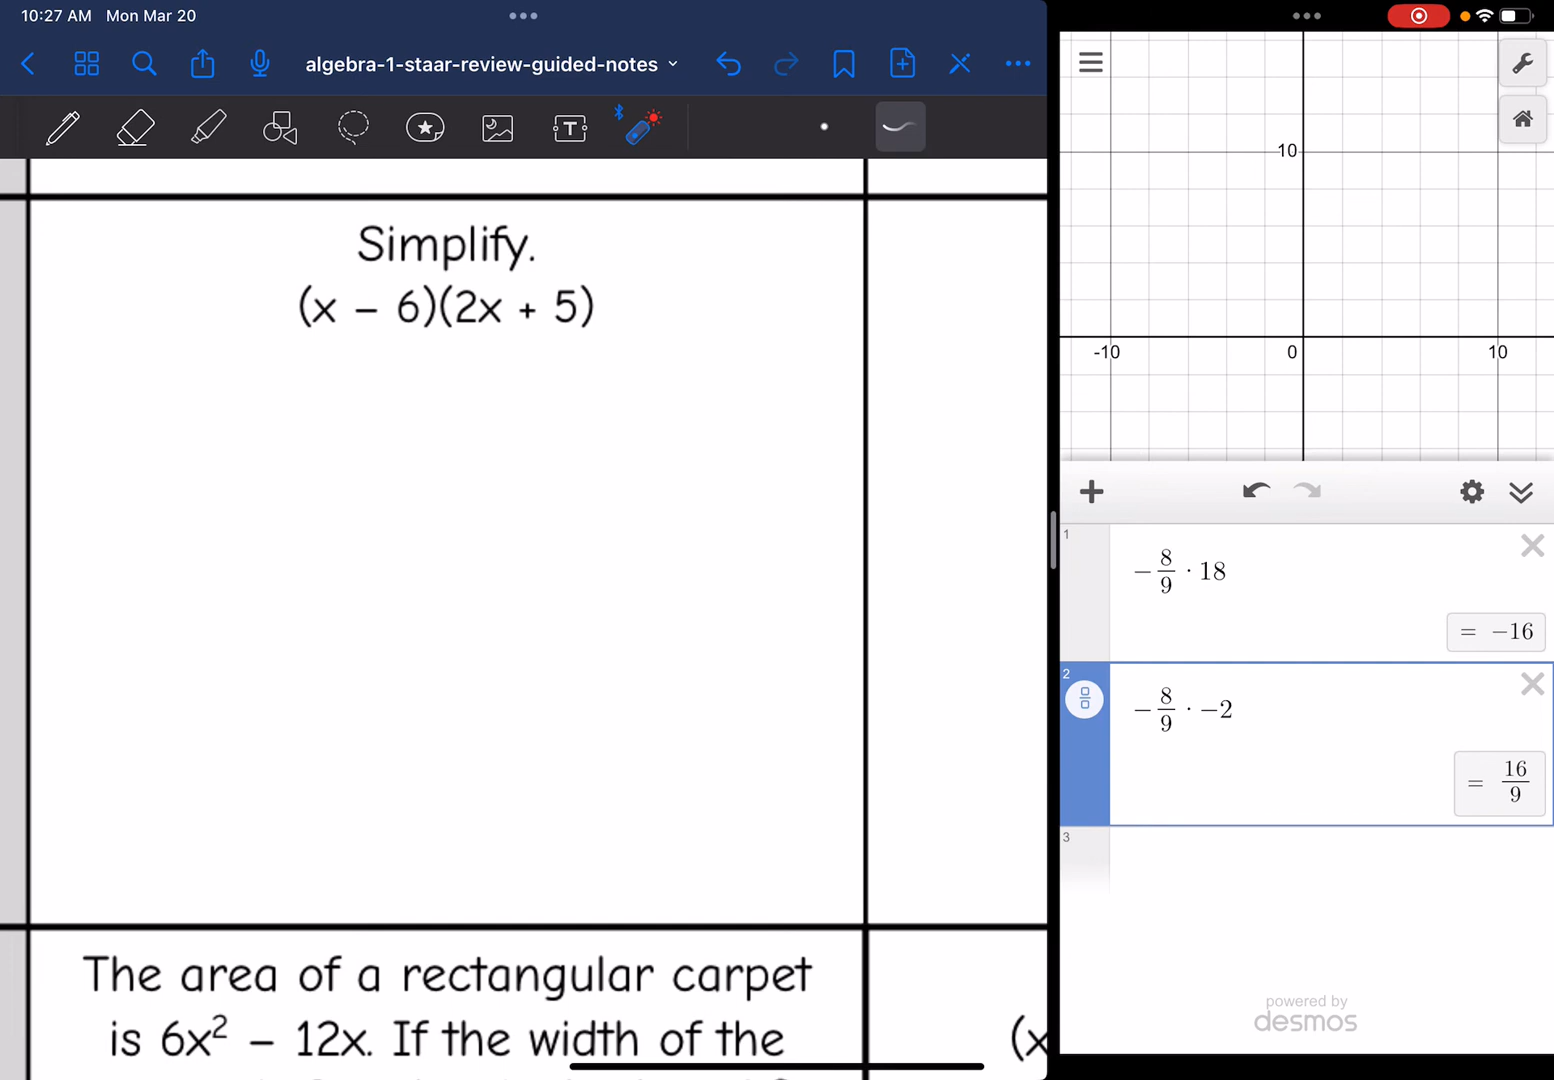 10:27 AM Mon Mar 20
algebra-1-staar-review-guided-notes
T
Simplify.
(x – 6)(2x + 5)
The area of a rectangular carpet
is 6x² – 12x. If the width of the
(x
10
-10 0 10
1
-8/9 · 18
= -16
2
-8/9 · -2
= 16/9
3
powered by
desmos